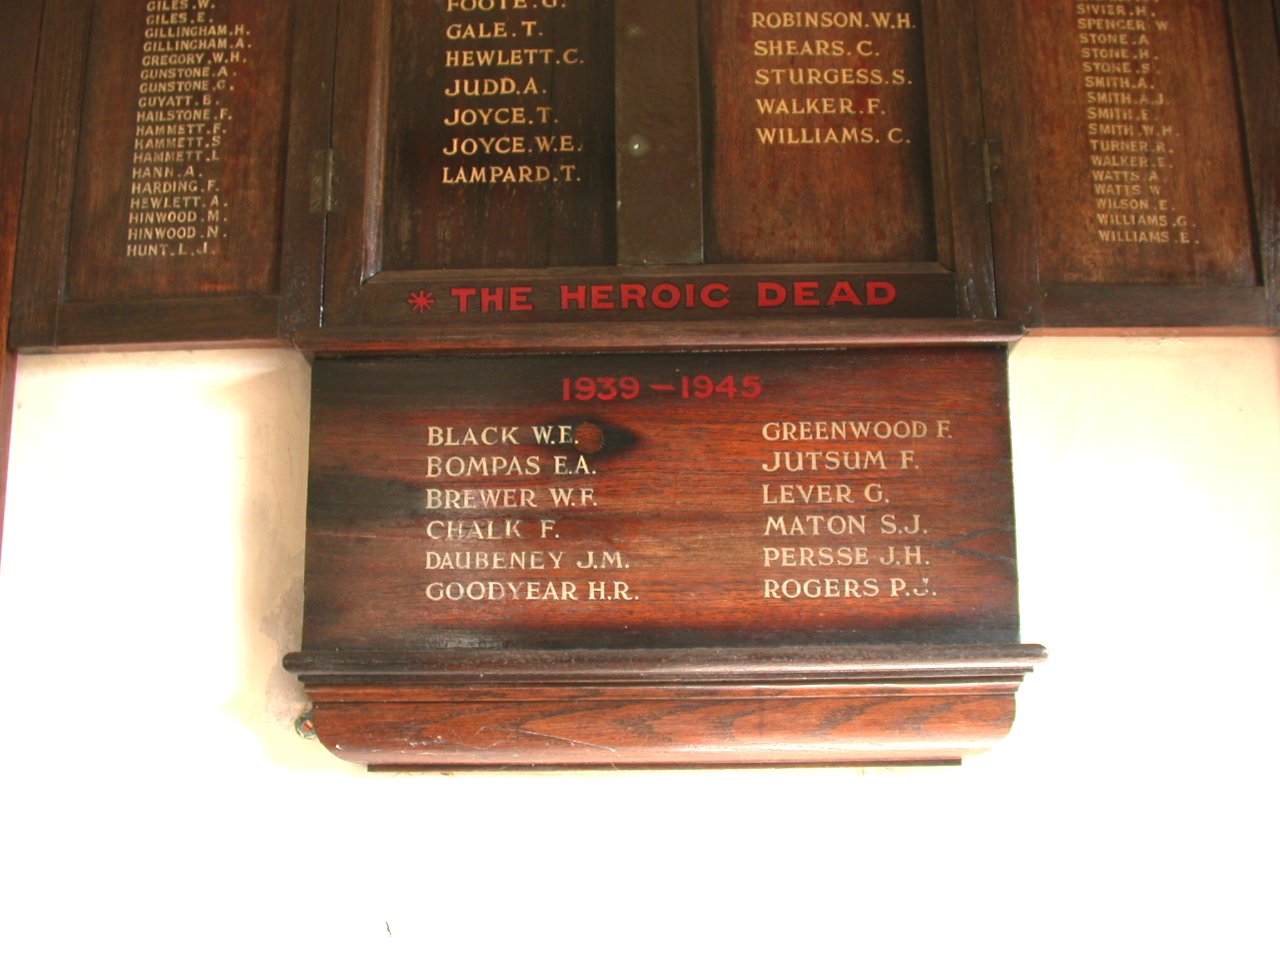 GILES.W.
GILES.E.
GILLINGHAM.H.
GILLINGHAM.A.
GREGORY.W.H.
GUNSTONE.A.
GUNSTONE.C.
GUYATT.B.
HAILSTONE.F.
HAMMETT.F.
HAMMETT.S
HAMMETT.L
HANN.A.
HARDING.F.
HEWLETT.A.
HINWOOD.M.
HINWOOD.N.
HUNT.L.J.
FOOTE.G.
GALE.T.
HEWLETT.C.
JUDD.A.
JOYCE.T.
JOYCE.W.E.
LAMPARD.T.
ROBINSON.W.H.
SHEARS.C.
STURGESS.S.
WALKER.F.
WILLIAMS.C.
SIVIER.H.
SPENCER W
STONE.A.
STONE.H.
STONE.S.
SMITH.A.
SMITH.A.J.
SMITH.E.
SMITH.W.H.
TURNER.R.
WALKER.E.
WATTS.A.
WATTS.W.
WILSON.E.
WILLIAMS.G.
WILLIAMS.E.
* THE HEROIC DEAD
1939–1945
BLACK W.E.
BOMPAS E.A.
BREWER W.F.
CHALK F.
DAUBENEY J.M.
GOODYEAR H.R.
GREENWOOD F.
JUTSUM F.
LEVER G.
MATON S.J.
PERSSE J.H.
ROGERS P.J.